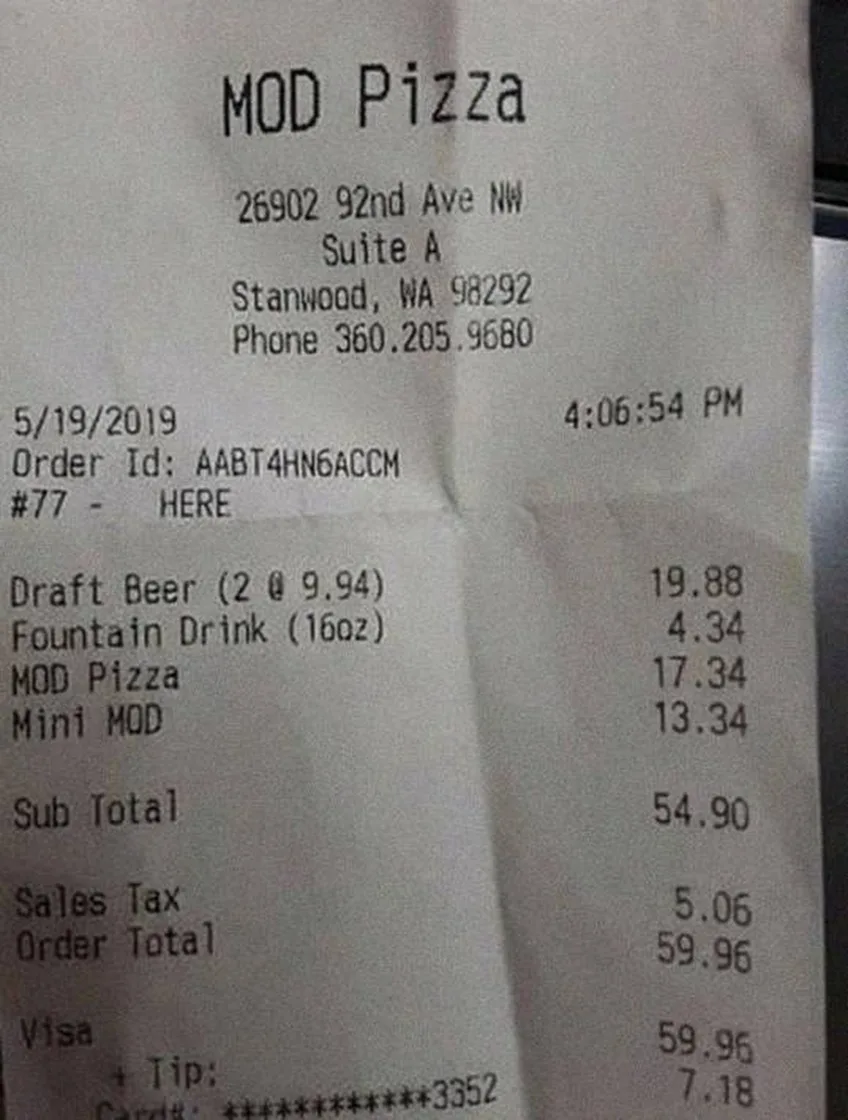 MOD Pizza
26902 92nd Ave NW
Suite A
Stanwood, WA 98292
Phone 360.205.9680
5/19/2019 4:06:54 PM
Order Id: AABT4HN6ACCM
#77 - HERE
Draft Beer (2 @ 9.94) 19.88
Fountain Drink (16oz) 4.34
MOD Pizza 17.34
Mini MOD 13.34
Sub Total 54.90
Sales Tax 5.06
Order Total 59.96
Visa 59.96
+ Tip: 7.18
Card#: ************3352